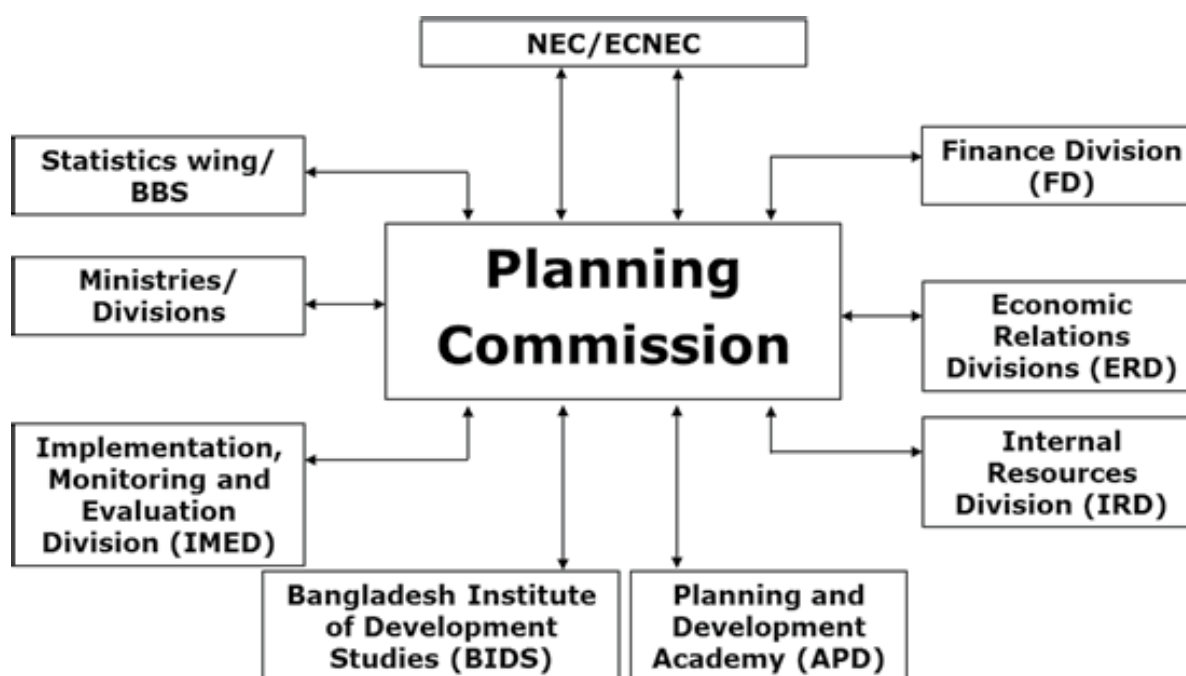 NEC/ECNEC
Statistics wing/
BBS
Finance Division
(FD)
Planning
Commission
Ministries/
Divisions
Economic
Relations
Divisions (ERD)
Implementation,
Monitoring and
Evaluation
Division (IMED)
Internal
Resources
Division (IRD)
Bangladesh Institute
of Development
Studies (BIDS)
Planning and
Development
Academy (APD)